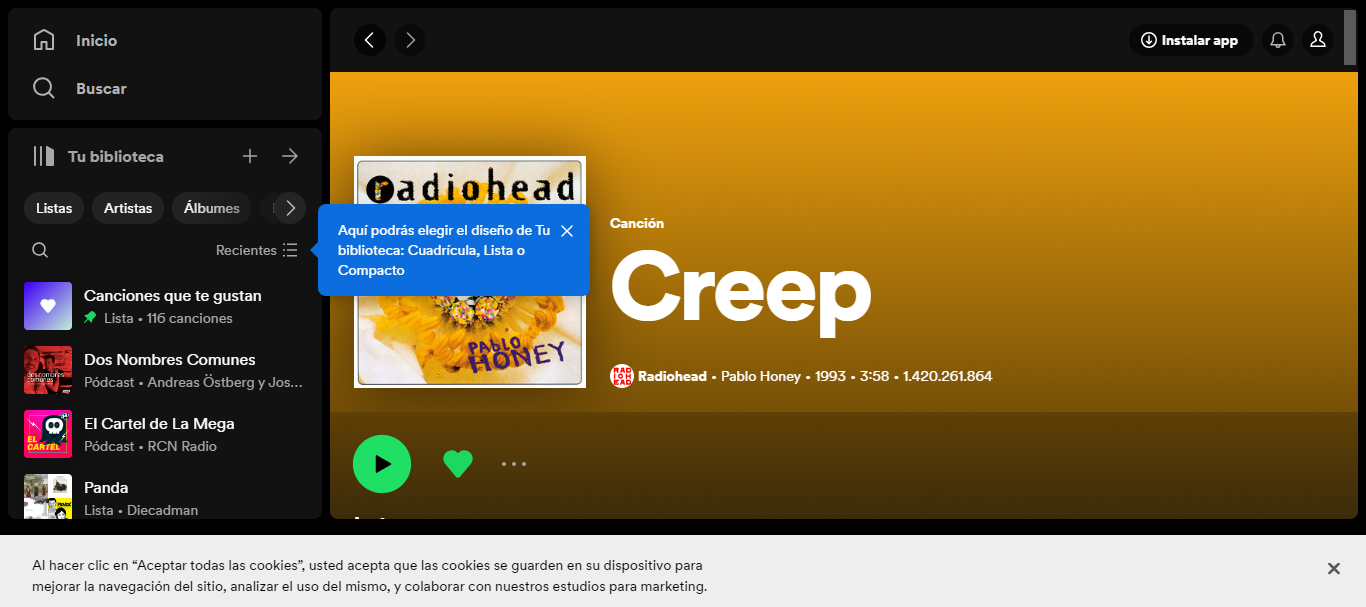 Inicio
Buscar
Tu biblioteca
Listas
Artistas
Álbumes
Recientes
Canciones que te gustan
Lista • 116 canciones
Dos Nombres Comunes
Pódcast • Andreas Östberg y Jos...
El Cartel de La Mega
Pódcast • RCN Radio
Panda
Lista • Diecadman
Instalar app
radiohead
Aquí podrás elegir el diseño de Tu
biblioteca: Cuadrícula, Lista o
Compacto
PABLO
HONEY
Canción
Creep
Radiohead • Pablo Honey • 1993 • 3:58 • 1.420.261.864
Al hacer clic en “Aceptar todas las cookies”, usted acepta que las cookies se guarden en su dispositivo para
mejorar la navegación del sitio, analizar el uso del mismo, y colaborar con nuestros estudios para marketing.